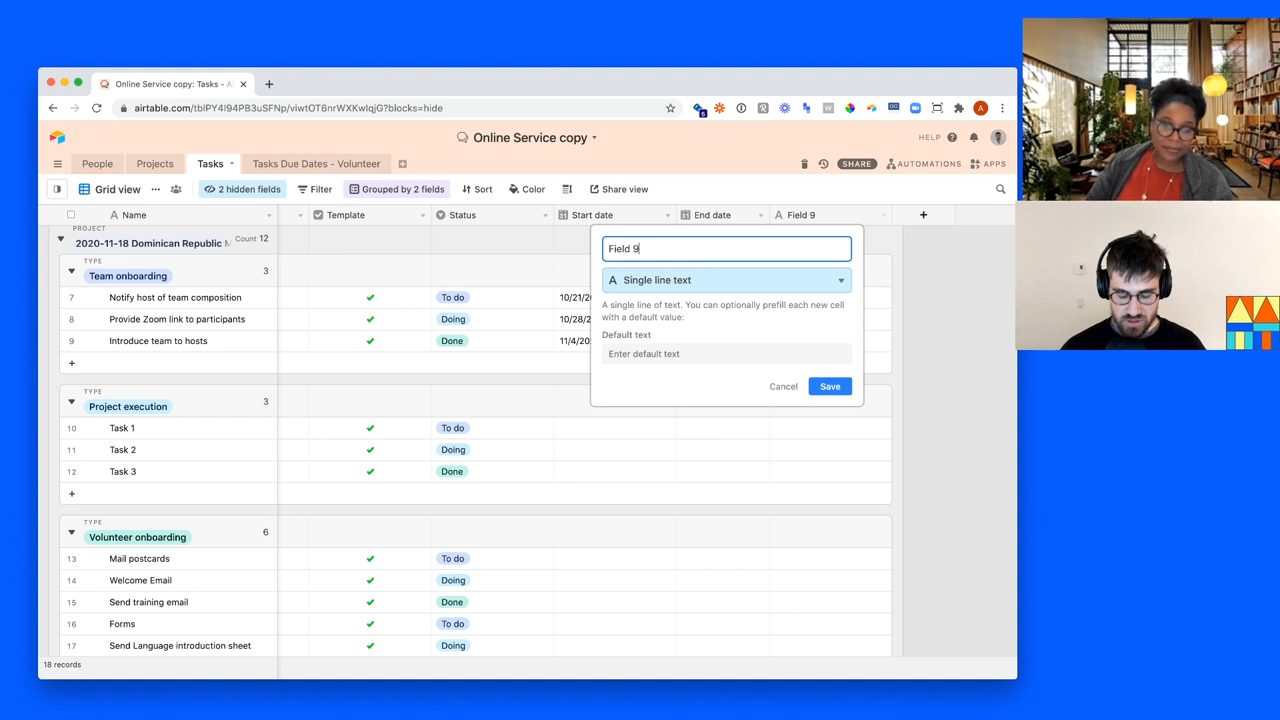 Online Service copy: Tasks - A
airtable.com/tblPY4I94PB3uSFNp/viwtOT6nrWXKwIqjG?blocks=hide
5
A
Online Service copy
HELP
People
Projects
Tasks
Tasks Due Dates - Volunteer
SHARE
AUTOMATIONS
APPS
Grid view
2 hidden fields
Filter
Grouped by 2 fields
Sort
Color
Share view
A Name
Template
Status
Start date
End date
A Field 9
PROJECT
2020-11-18 Dominican Republic M
Count 12
TYPE
Team onboarding
3
7 Notify host of team composition To do 10/21/2
8 Provide Zoom link to participants Doing 10/28/2
9 Introduce team to hosts Done 11/4/20
+
TYPE
Project execution
3
10 Task 1 To do
11 Task 2 Doing
12 Task 3 Done
+
TYPE
Volunteer onboarding
6
13 Mail postcards To do
14 Welcome Email Doing
15 Send training email Done
16 Forms To do
17 Send Language introduction sheet Doing
18 records
Field 9
A Single line text
A single line of text. You can optionally prefill each new cell
with a default value:
Default text
Enter default text
Cancel
Save